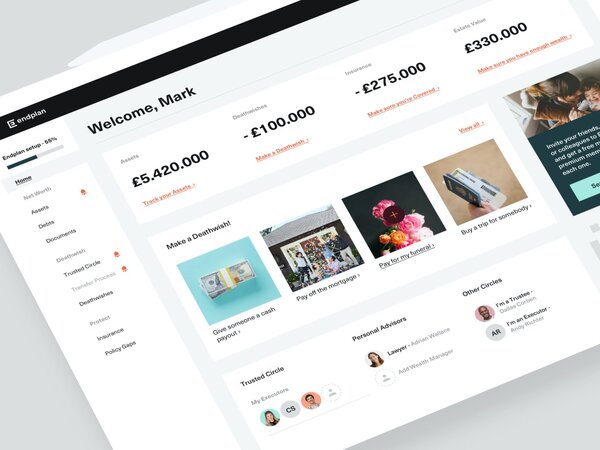 endplan
Endplan setup - 55%
Home
Net Worth
Assets
Debts
Documents
Deathwish
Trusted Circle
Transfer Process
Deathwishes
Protect
Insurance
Policy Gaps
Welcome, Mark
Assets
£5.420.000
Track your Assets ›
Deathwishes
- £100.000
Make a Deathwish ›
Insurance
- £275.000
Make sure you're Covered ›
Estate Value
£330.000
Make sure you have enough wealth ›
Make a Deathwish!
View all ›
Give someone a cash
payout ›
Pay off the mortgage ›
Pay for my funeral ›
Buy a trip for somebody ›
Invite your friends,
or colleagues to
and get a free m
premium mem
each one.
Trusted Circle
My Executors
CS
Personal Advisors
Lawyer - Adrian Wallace
Add Wealth Manager
Other Circles
I'm a Trustee -
Dallas Corben
AR
I'm an Executor -
Andy Richter